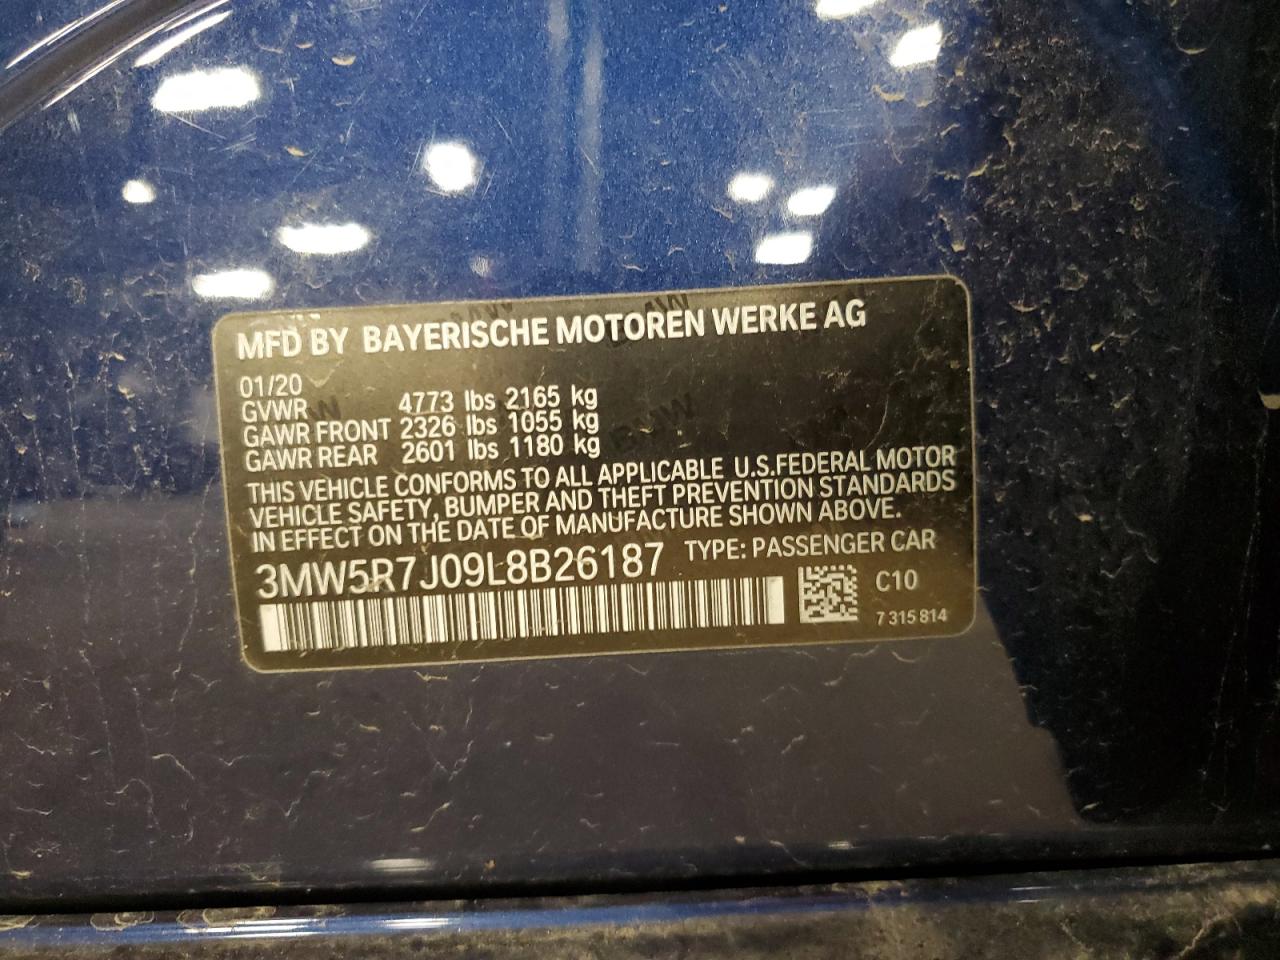 MFD BY BAYERISCHE MOTOREN WERKE AG
01/20
GVWR 4773 lbs 2165 kg
GAWR FRONT 2326 lbs 1055 kg
GAWR REAR 2601 lbs 1180 kg
THIS VEHICLE CONFORMS TO ALL APPLICABLE U.S.FEDERAL MOTOR
VEHICLE SAFETY, BUMPER AND THEFT PREVENTION STANDARDS
IN EFFECT ON THE DATE OF MANUFACTURE SHOWN ABOVE.
3MW5R7J09L8B26187 TYPE: PASSENGER CAR
C10
7 315 814